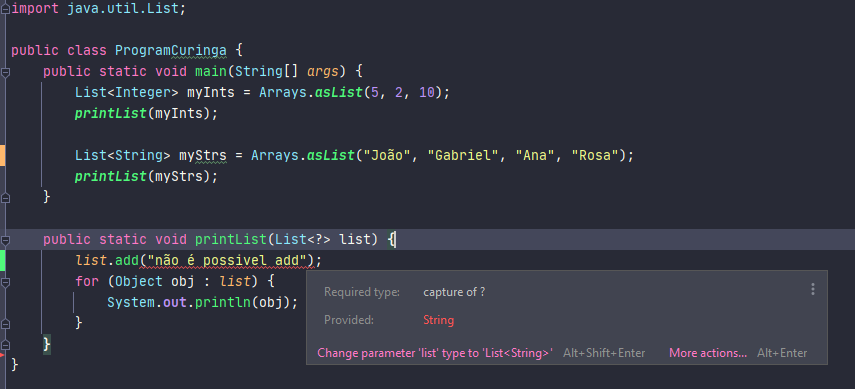 import java.util.List;
public class ProgramCuringa {
public static void main(String[] args) {
List<Integer> myInts = Arrays.asList(5, 2, 10);
printList(myInts);
List<String> myStrs = Arrays.asList("João", "Gabriel", "Ana", "Rosa");
printList(myStrs);
}
public static void printList(List<?> list) {
list.add("não é possivel add");
for (Object obj : list) {
System.out.println(obj);
}
}
}
Required type: capture of ?
Provided: String
Change parameter 'list' type to 'List<String>' Alt+Shift+Enter More actions... Alt+Enter